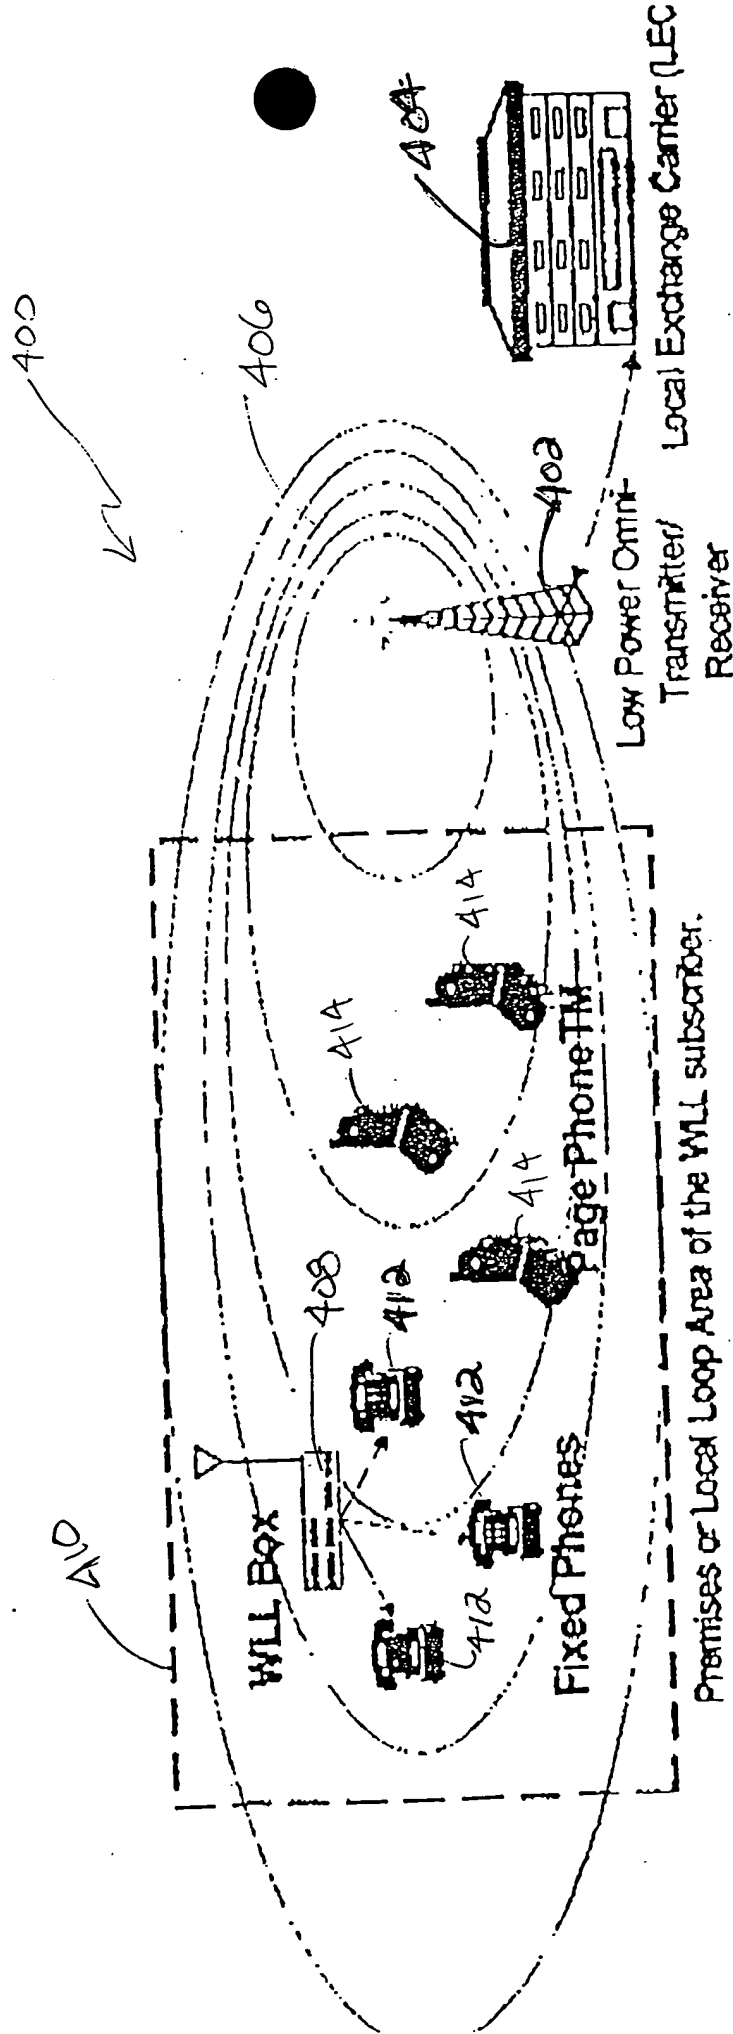 400
406
410
WLL Box
408
412
412
412
Fixed Phones
414
414
414
Page Phone TM
402
404
Low Power Omni-
Transmitter/
Receiver
Local Exchange Carrier (LEC
Premises or Local Loop Area of the WLL subscriber.